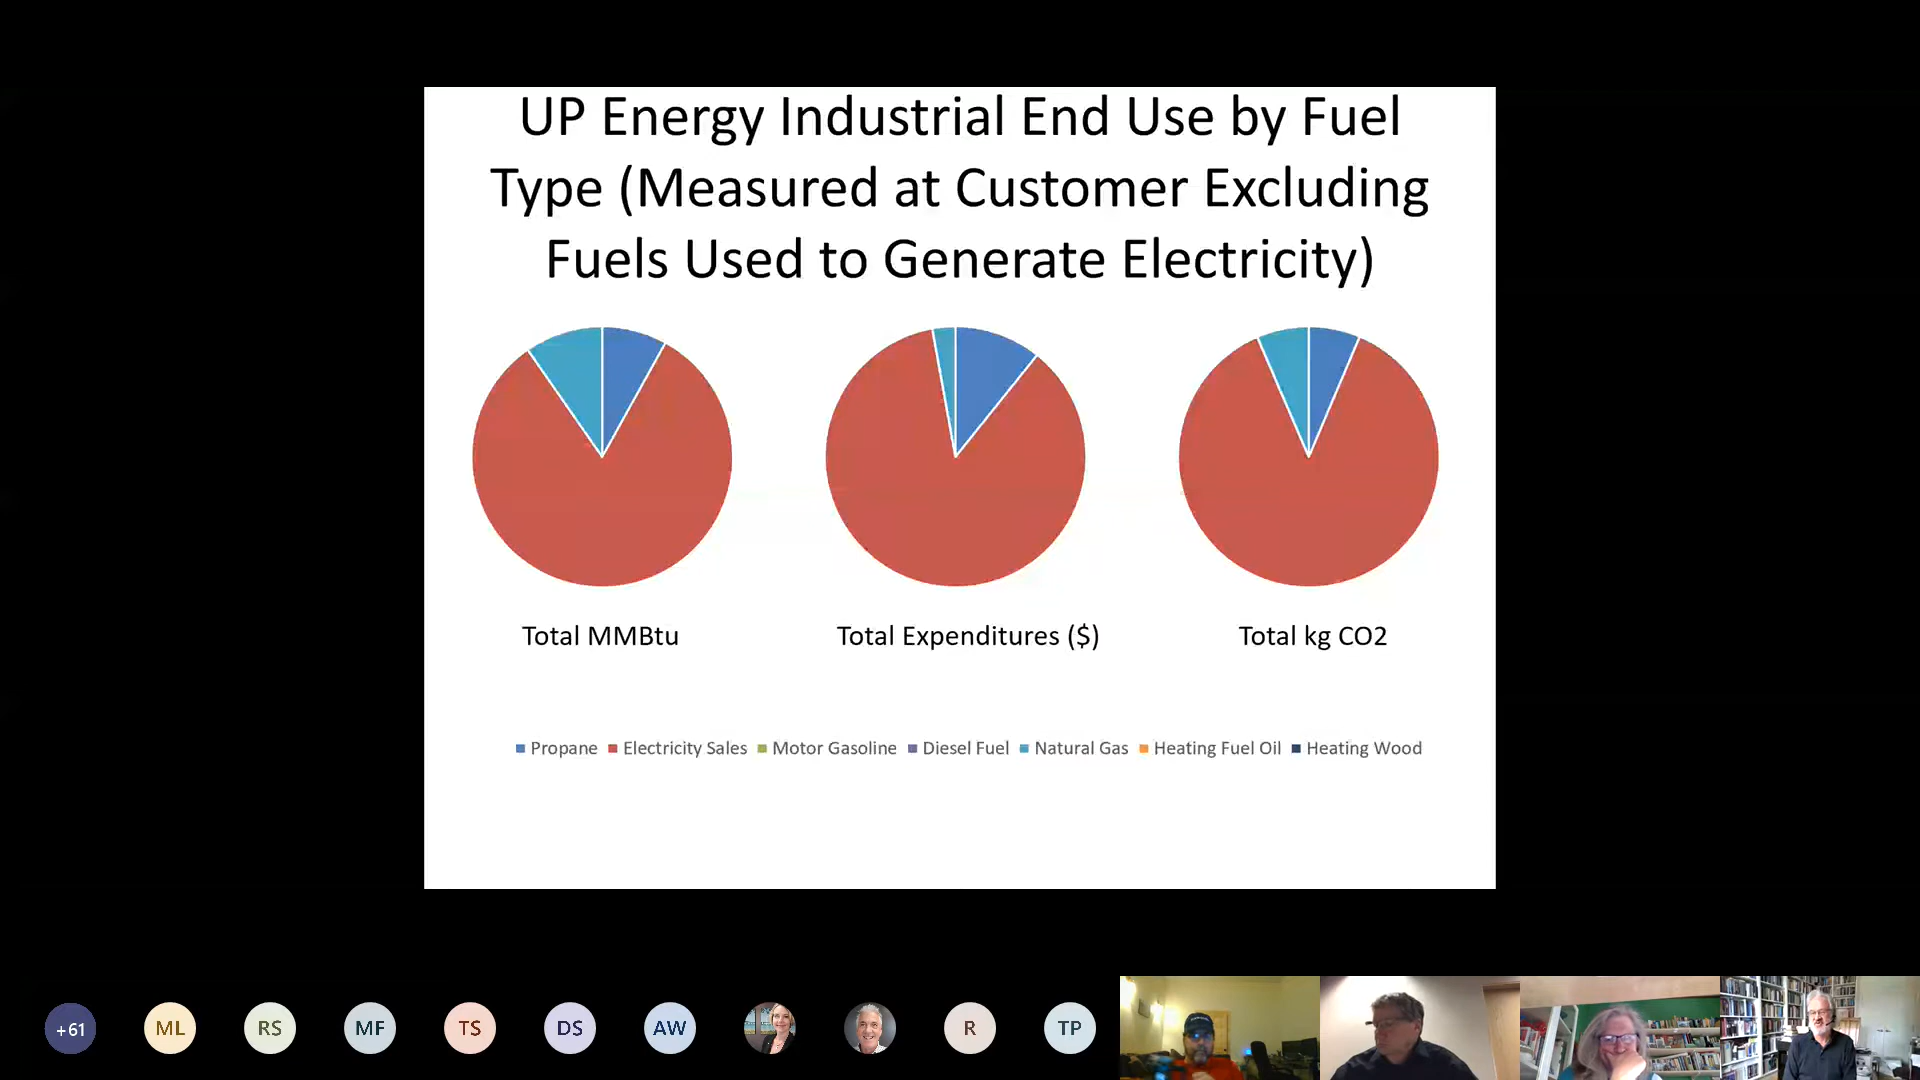 UP Energy Industrial End Use by Fuel
Type (Measured at Customer Excluding
Fuels Used to Generate Electricity)
Total MMBtu
Total Expenditures ($)
Total kg CO2
Propane Electricity Sales Motor Gasoline Diesel Fuel Natural Gas Heating Fuel Oil Heating Wood
+61 ML RS MF TS DS AW R TP